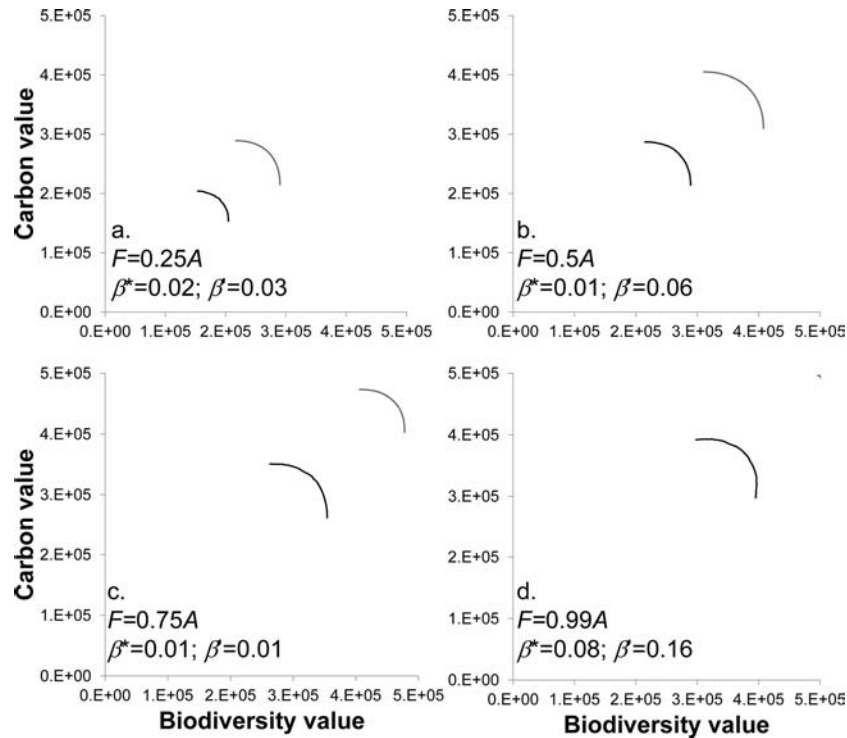 5.E+05
4.E+05
3.E+05
2.E+05
1.E+05
0.E+00
Carbon value
a.
F=0.25A
β*=0.02; β'=0.03
0.E+00 1.E+05 2.E+05 3.E+05 4.E+05 5.E+05
5.E+05
4.E+05
3.E+05
2.E+05
1.E+05
0.E+00
b.
F=0.5A
β*=0.01; β'=0.06
0.E+00 1.E+05 2.E+05 3.E+05 4.E+05 5.E+05
5.E+05
4.E+05
3.E+05
2.E+05
1.E+05
0.E+00
Carbon value
c.
F=0.75A
β*=0.01; β'=0.01
0.E+00 1.E+05 2.E+05 3.E+05 4.E+05 5.E+05
Biodiversity value
5.E+05
4.E+05
3.E+05
2.E+05
1.E+05
0.E+00
d.
F=0.99A
β*=0.08; β'=0.16
0.E+00 1.E+05 2.E+05 3.E+05 4.E+05 5.E+05
Biodiversity value